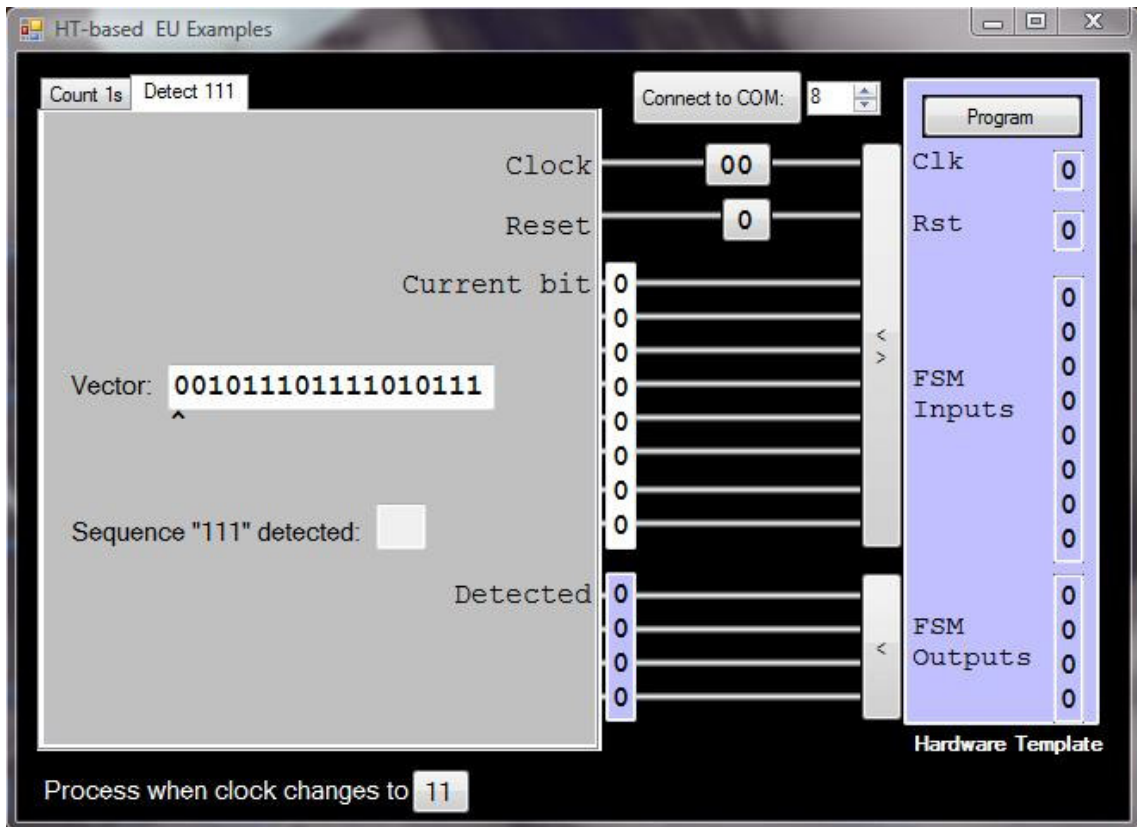 HT-based EU Examples
Count 1s Detect 111
Connect to COM: 8
Program
Clock 00 Clk 0
Reset 0 Rst 0
Current bit 0
0
0
0
0
0
0
0
< >
Vector: 001011101111010111
^
Sequence "111" detected:
FSM
Inputs
0
0
0
0
0
0
0
0
Detected 0
0
0
0
<
FSM
Outputs
0
0
0
0
Hardware Template
Process when clock changes to 11